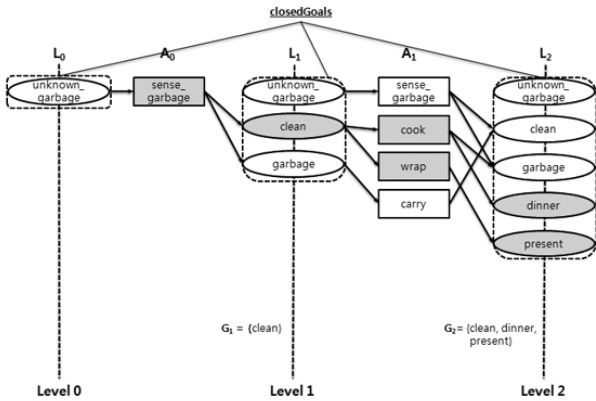 closedGoals
L0 A0 L1 A1 L2
unknown_
garbage
sense_
garbage
unknown_
garbage
sense_
garbage
unknown_
garbage
clean
cook
clean
garbage
wrap
garbage
carry
dinner
present
G1 = {clean}
G2= {clean, dinner,
present}
Level 0 Level 1 Level 2